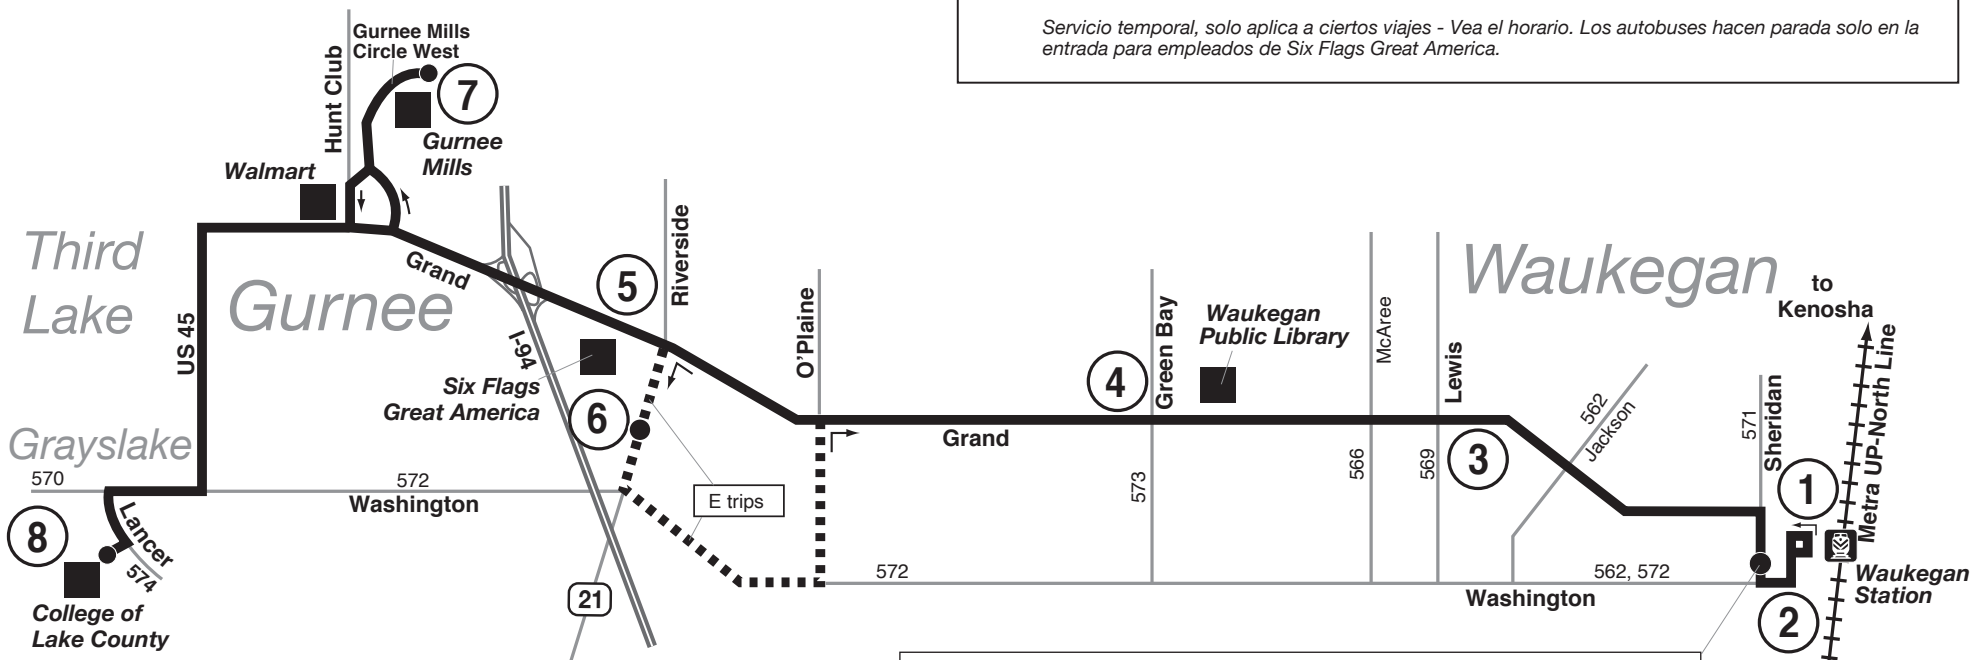 Servicio temporal, solo aplica a ciertos viajes - Vea el horario. Los autobuses hacen parada solo en la
entrada para empleados de Six Flags Great America.
Gurnee Mills
Circle West
Hunt Club
7
Gurnee
Mills
Walmart
Third
Lake
Gurnee
Grand
US 45
I-94
5
Riverside
Six Flags
Great America
6
O'Plaine
4
Green Bay
Waukegan
Public Library
McAree
Lewis
Waukegan
to
Kenosha
Metra UP-North Line
562
Jackson
571
Sheridan
Grayslake
570
572
Washington
E trips
Grand
573
566
569
3
1
8
Lancer
574
College of
Lake County
21
572
562, 572
Washington
2
Waukegan
Station